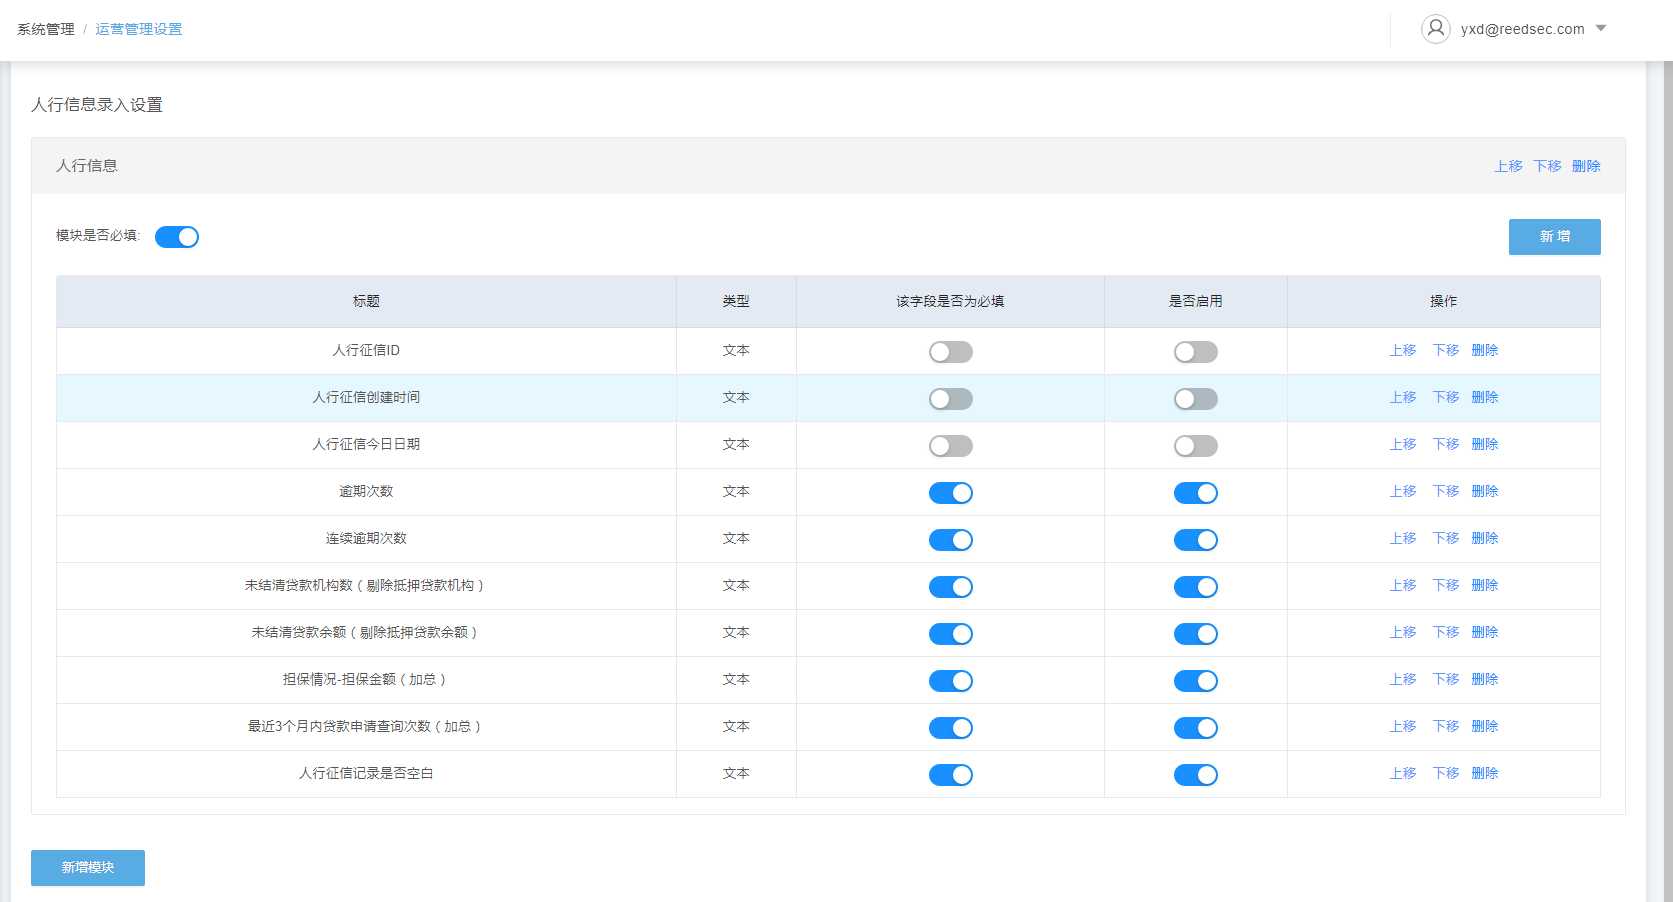 系统管理 / 运营管理设置 yxd@reedsec.com
人行信息录入设置
人行信息 上移 下移 删除
模块是否必填: 新 增
标题 类型 该字段是否为必填 是否启用 操作
人行征信ID 文本 上移 下移 删除
人行征信创建时间 文本 上移 下移 删除
人行征信今日日期 文本 上移 下移 删除
逾期次数 文本 上移 下移 删除
连续逾期次数 文本 上移 下移 删除
未结清贷款机构数（剔除抵押贷款机构） 文本 上移 下移 删除
未结清贷款余额（剔除抵押贷款余额） 文本 上移 下移 删除
担保情况-担保金额（加总） 文本 上移 下移 删除
最近3个月内贷款申请查询次数（加总） 文本 上移 下移 删除
人行征信记录是否空白 文本 上移 下移 删除
新增模块